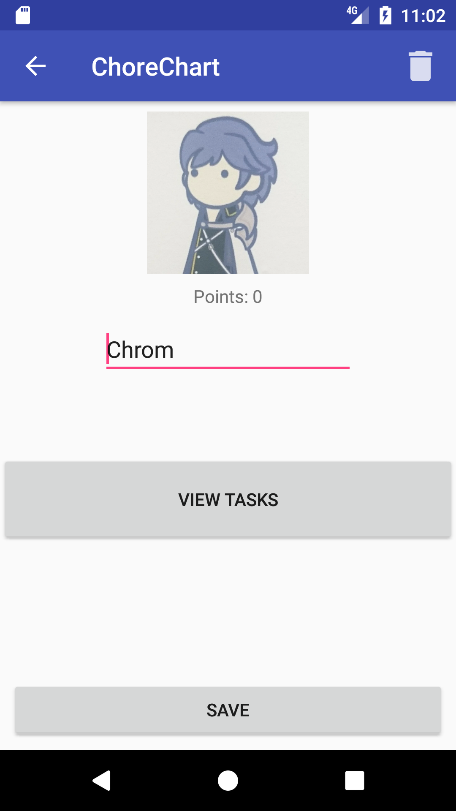 4G 11:02
ChoreChart
Points: 0
Chrom
VIEW TASKS
SAVE